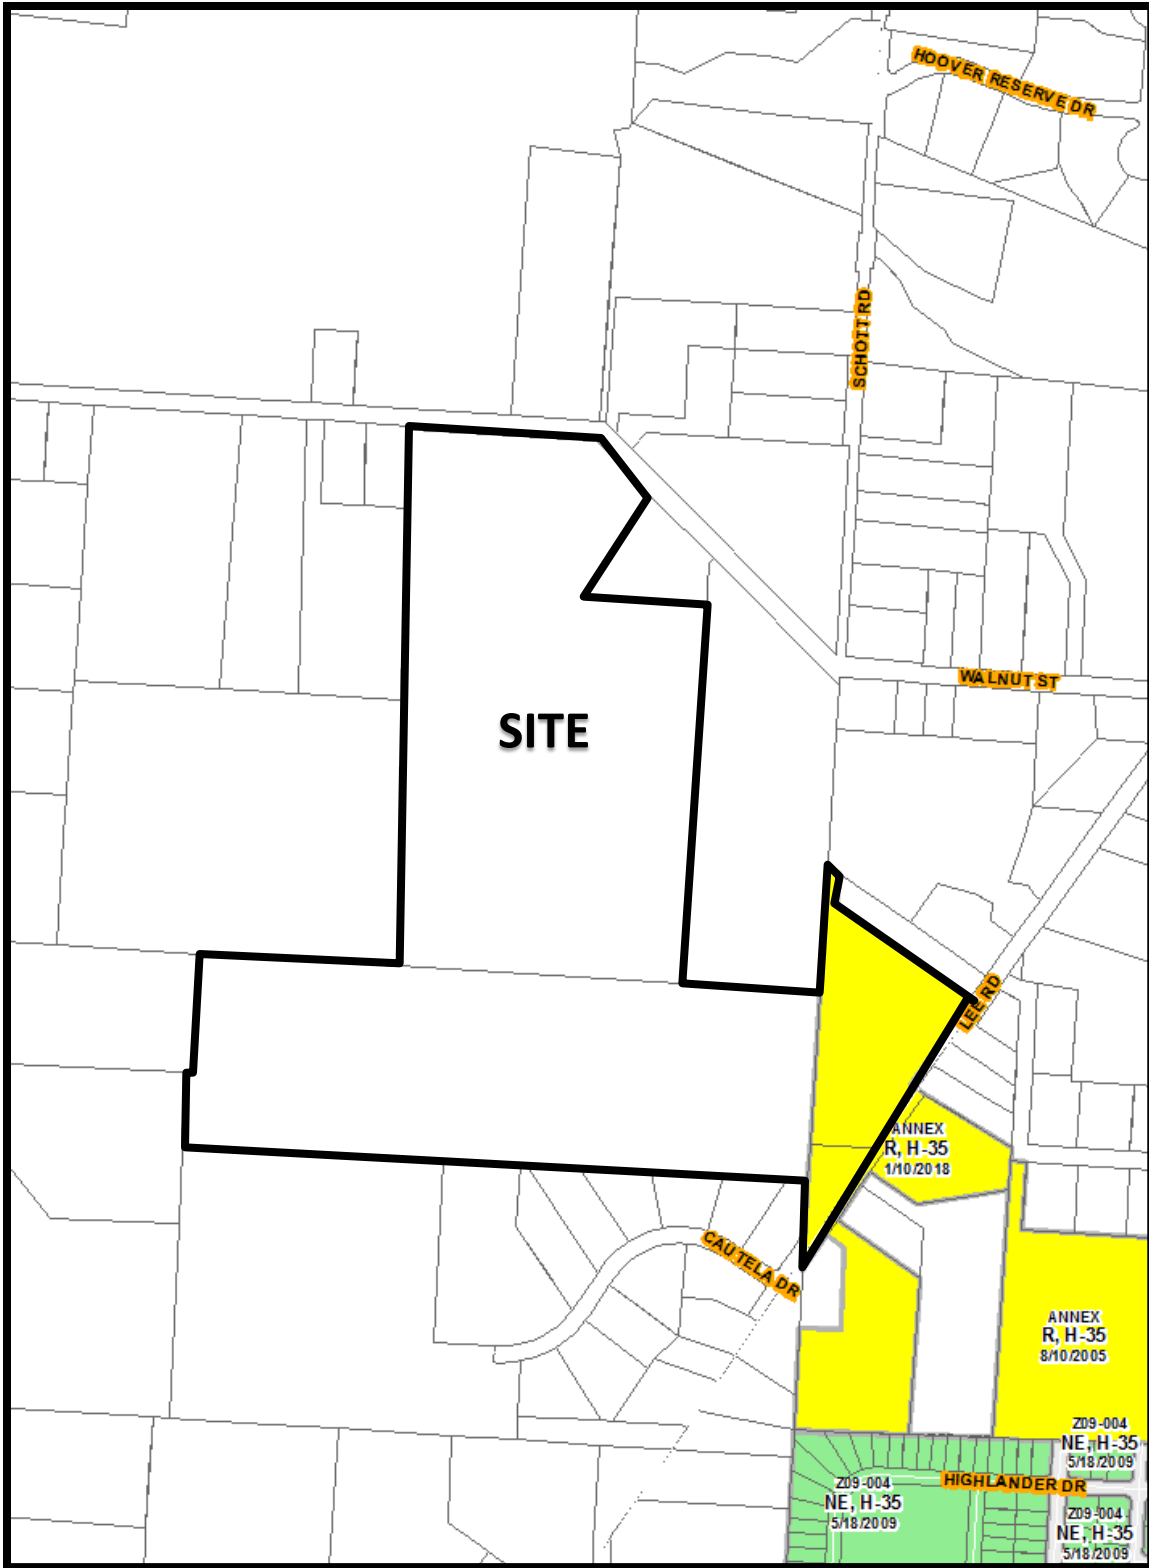 HOOVER RESERVE DR
SCHOTT RD
WALNUT ST
SITE
LEE RD
ANNEX
R, H-35
1/10/2018
CAUTELA DR
ANNEX
R, H-35
8/10/2005
Z09-004
NE, H-35
5/18/2009
HIGHLANDER DR
Z09-004
NE, H-35
5/18/2009
Z09-004
NE, H-35
5/18/2009